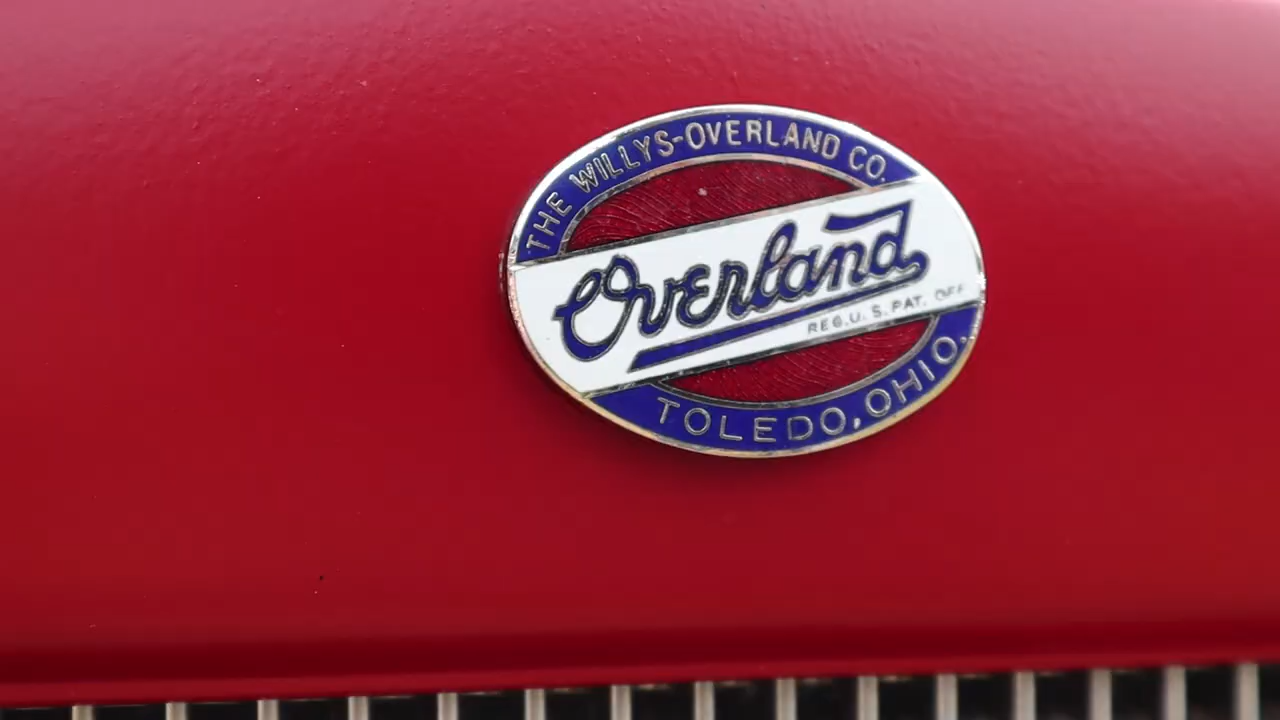 THE WILLYS-OVERLAND CO.
Overland
REG. U. S. PAT. OFF.
TOLEDO, OHIO.